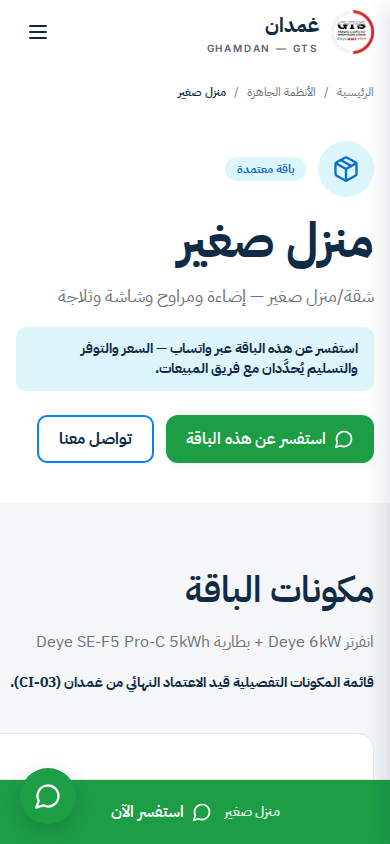 غمدان
GHAMDAN — GTS
GTS
الرئيسية / الأنظمة الجاهزة / منزل صغير
باقة معتمدة
منزل صغير
شقة/منزل صغير — إضاءة ومراوح وشاشة وثلاجة
استفسر عن هذه الباقة عبر واتساب — السعر والتوفر
والتسليم يُحدَّدان مع فريق المبيعات.
استفسر عن هذه الباقة
تواصل معنا
مكونات الباقة
انفرتر Deye 6kW + بطارية Deye SE-F5 Pro-C 5kWh
قائمة المكونات التفصيلية قيد الاعتماد النهائي من غمدان (CI-03).
منزل صغير
استفسر الآن